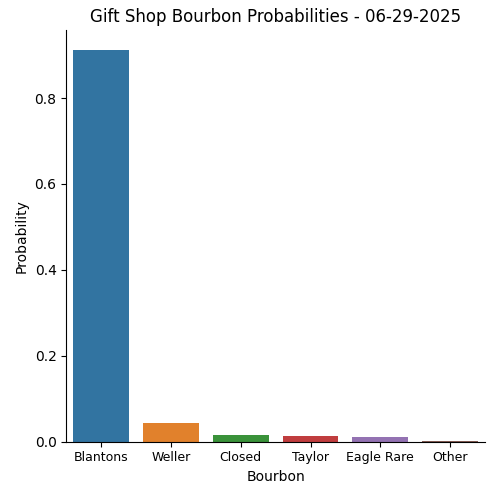 Gift Shop Bourbon Probabilities - 06-29-2025
Probability
0.8
0.6
0.4
0.2
0.0
Blantons Weller Closed Taylor Eagle Rare Other
Bourbon